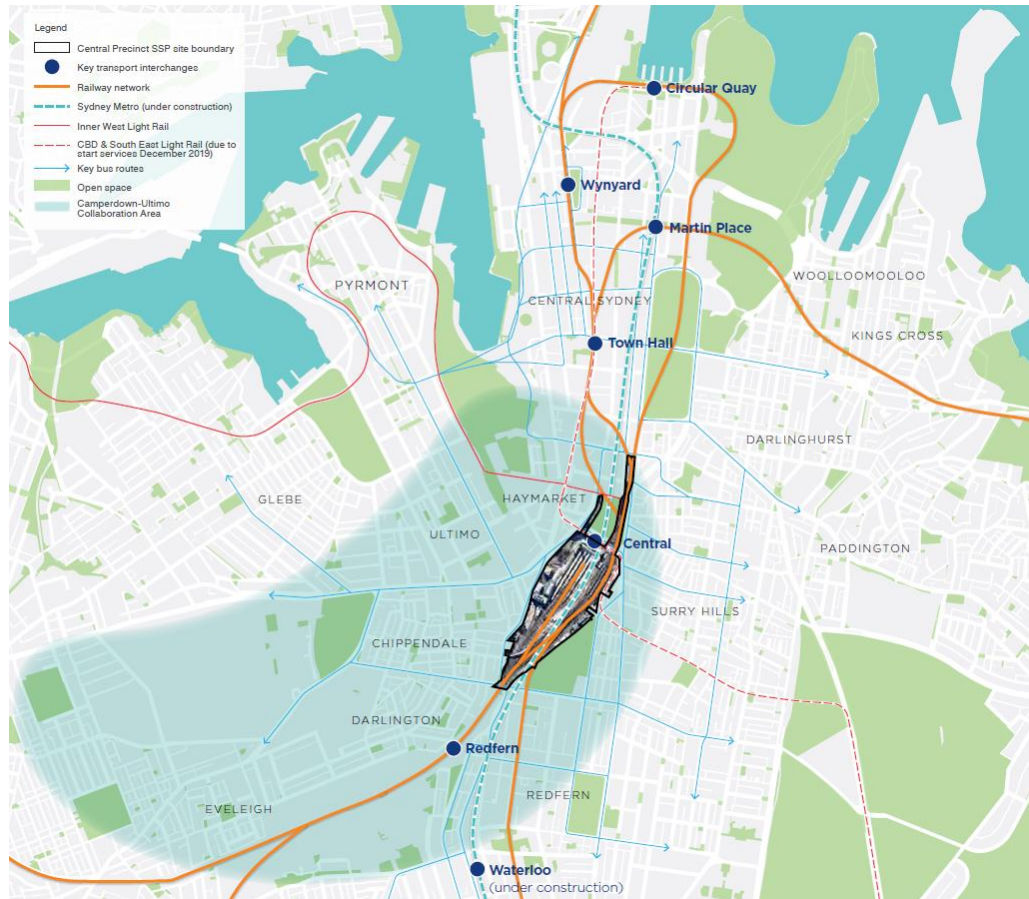 Legend
Central Precinct SSP site boundary
Key transport interchanges
Railway network
Sydney Metro (under construction)
Inner West Light Rail
CBD & South East Light Rail (due to
start services December 2019)
Key bus routes
Open space
Camperdown-Ultimo
Collaboration Area
Circular Quay
Wynyard
Martin Place
WOOLLOOMOOLOO
PYRMONT
CENTRAL SYDNEY
KINGS CROSS
Town Hall
DARLINGHURST
GLEBE
HAYMARKET
ULTIMO
Central
PADDINGTON
SURRY HILLS
CHIPPENDALE
DARLINGTON
Redfern
REDFERN
EVELEIGH
Waterloo
(under construction)